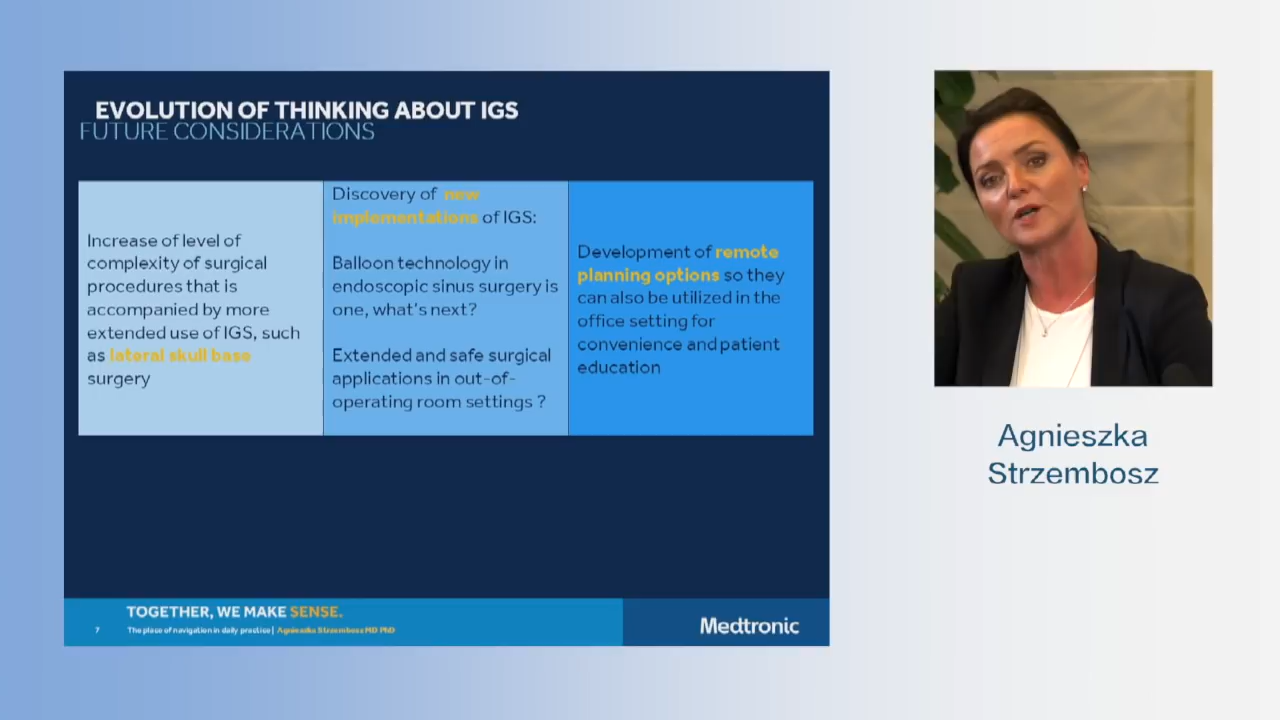 EVOLUTION OF THINKING ABOUT IGS
FUTURE CONSIDERATIONS
Increase of level of
complexity of surgical
procedures that is
accompanied by more
extended use of IGS, such
as lateral skull base
surgery
Discovery of new
implementations of IGS:
Balloon technology in
endoscopic sinus surgery is
one, what's next?
Extended and safe surgical
applications in out-of-
operating room settings ?
Development of remote
planning options so they
can also be utilized in the
office setting for
convenience and patient
education
TOGETHER, WE MAKE SENSE.
7 The place of navigation in daily practice | Agnieszka Strzembosz MD PhD
Medtronic
Agnieszka
Strzembosz